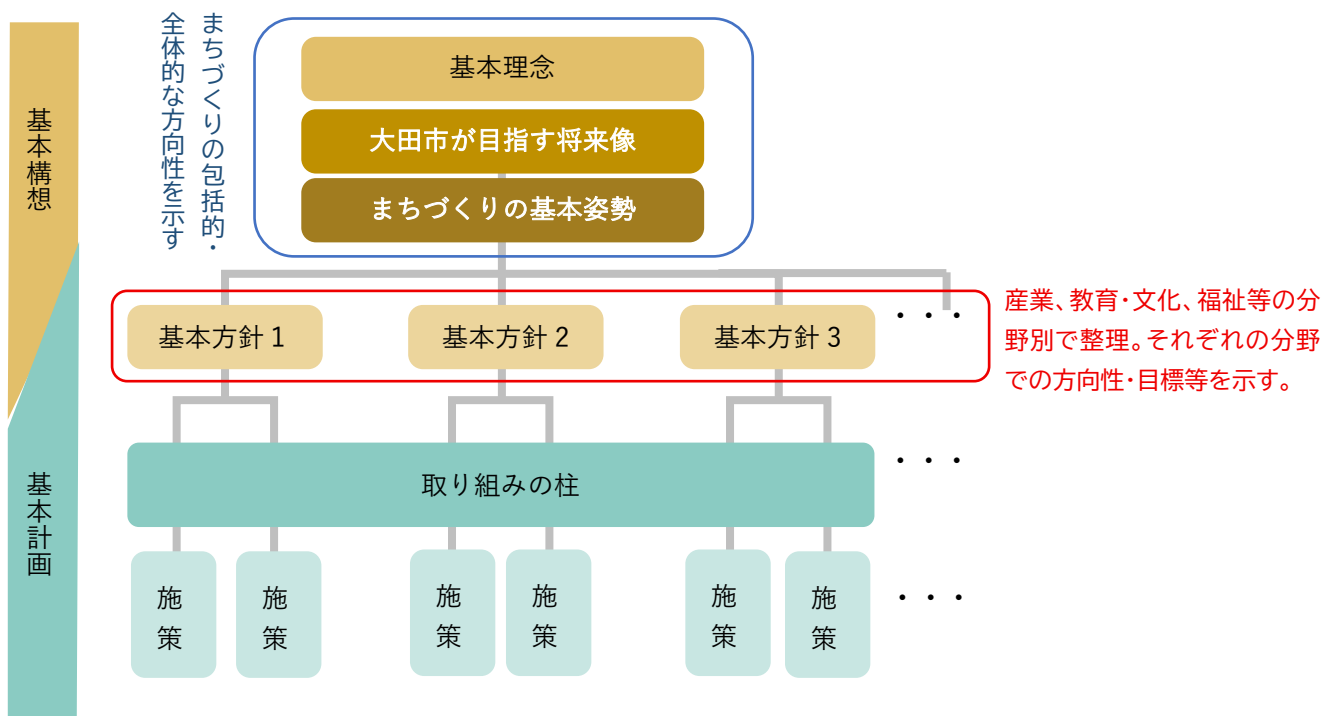 基本構想
まちづくりの包括的・
全体的な方向性を示す
基本理念
大田市が目指す将来像
まちづくりの基本姿勢
基本方針1
基本方針2
基本方針3
・・・
産業、教育・文化、福祉等の分
野別で整理。それぞれの分野
での方向性・目標等を示す。
基本計画
取り組みの柱
・・・
施策
施策
施策
施策
施策
施策
・・・